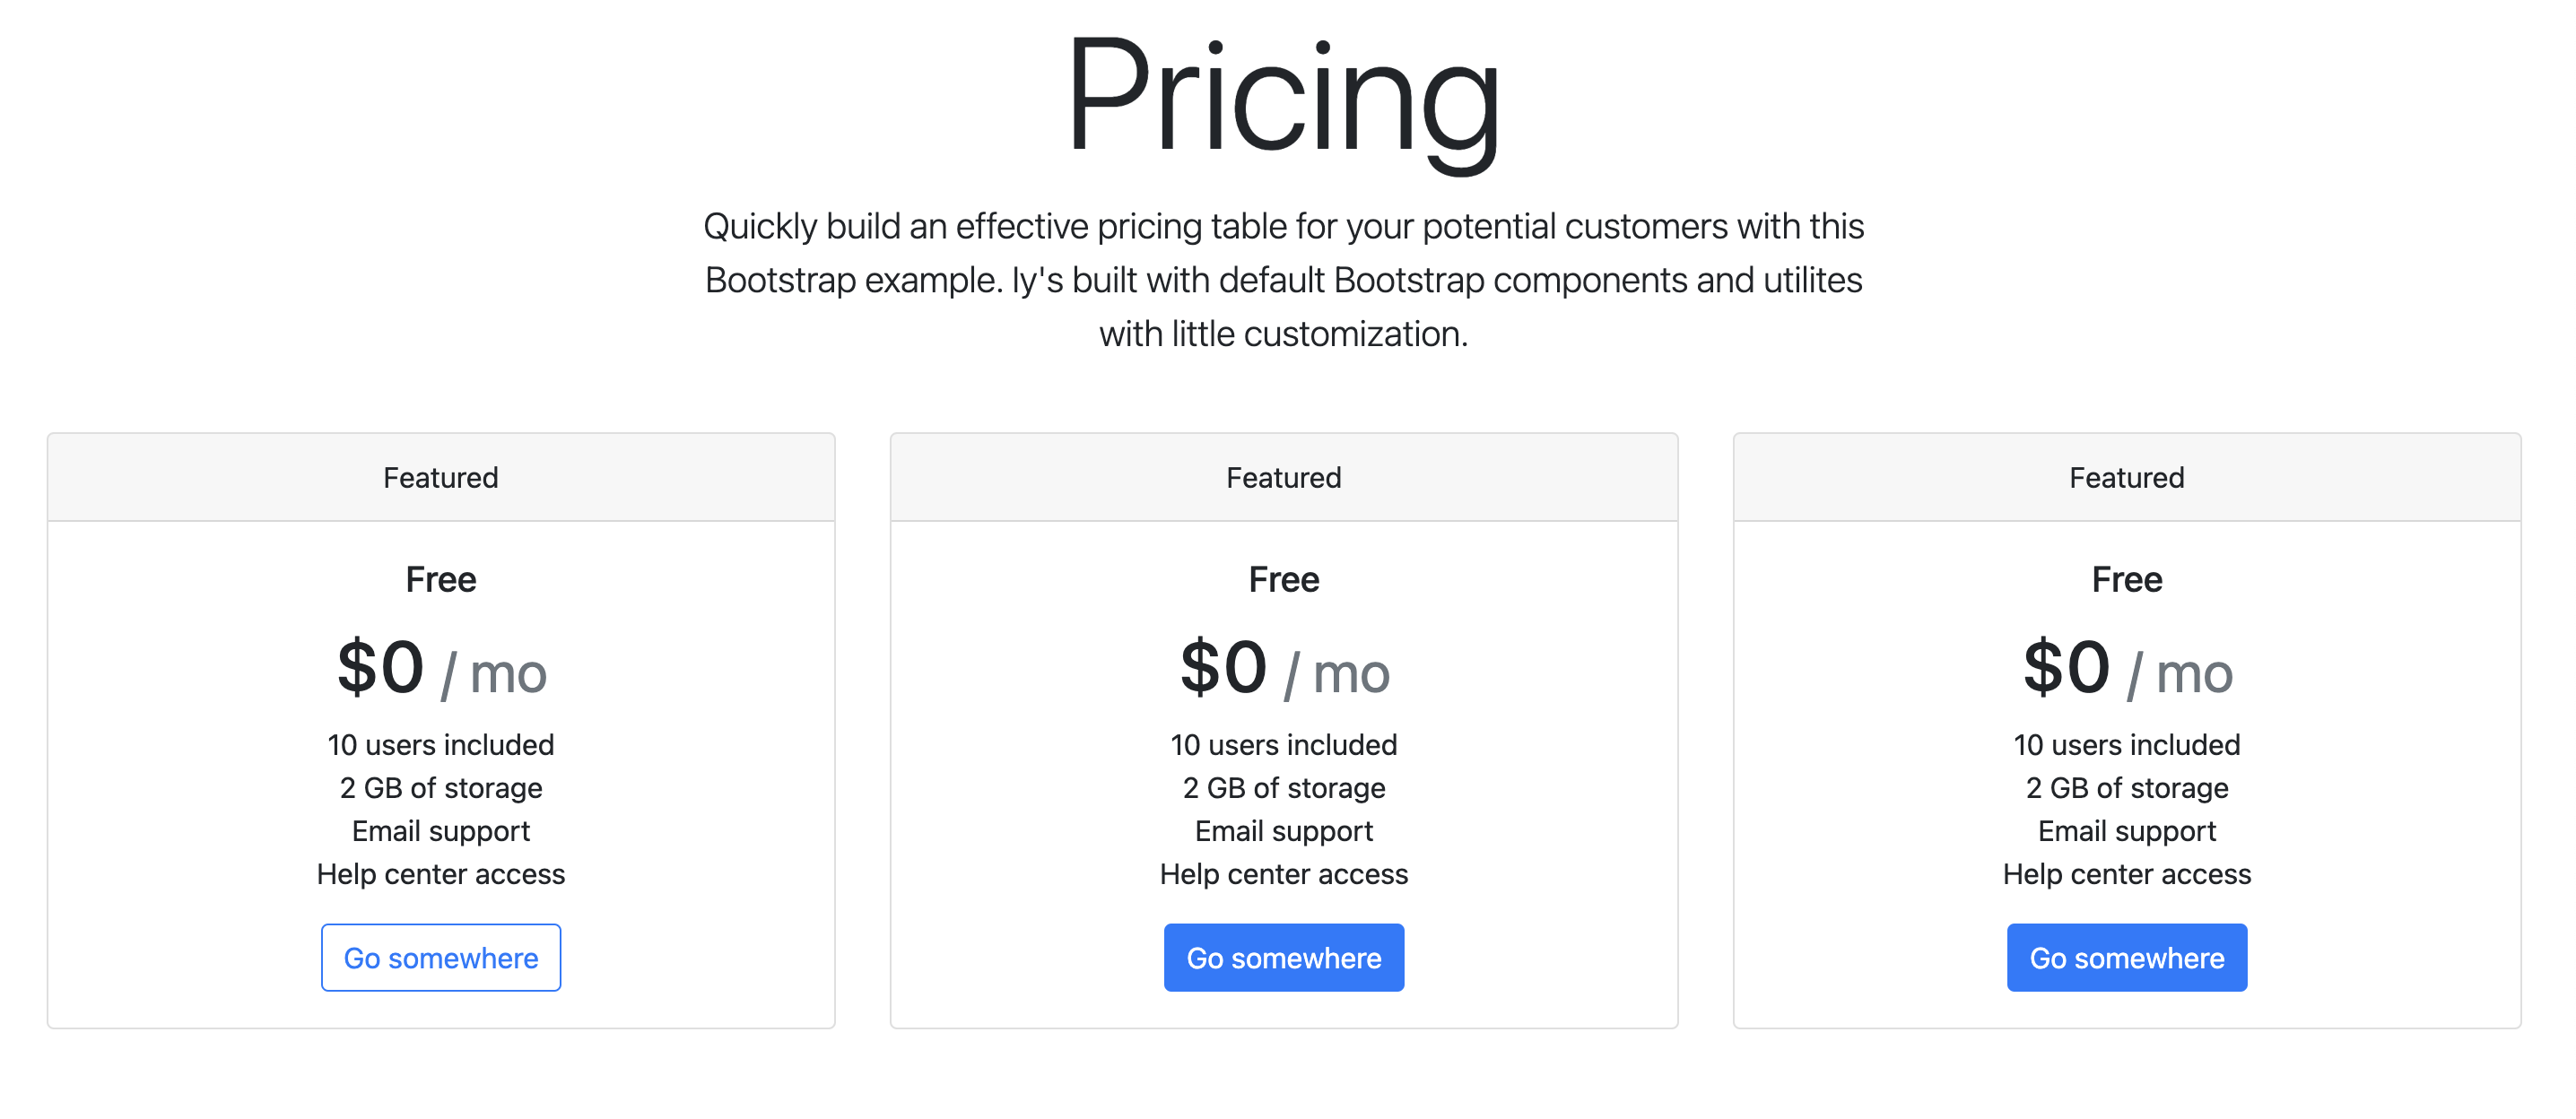 Pricing
Quickly build an effective pricing table for your potential customers with this
Bootstrap example. Iy's built with default Bootstrap components and utilites
with little customization.
Featured
Free
$0 / mo
10 users included
2 GB of storage
Email support
Help center access
Go somewhere
Featured
Free
$0 / mo
10 users included
2 GB of storage
Email support
Help center access
Go somewhere
Featured
Free
$0 / mo
10 users included
2 GB of storage
Email support
Help center access
Go somewhere